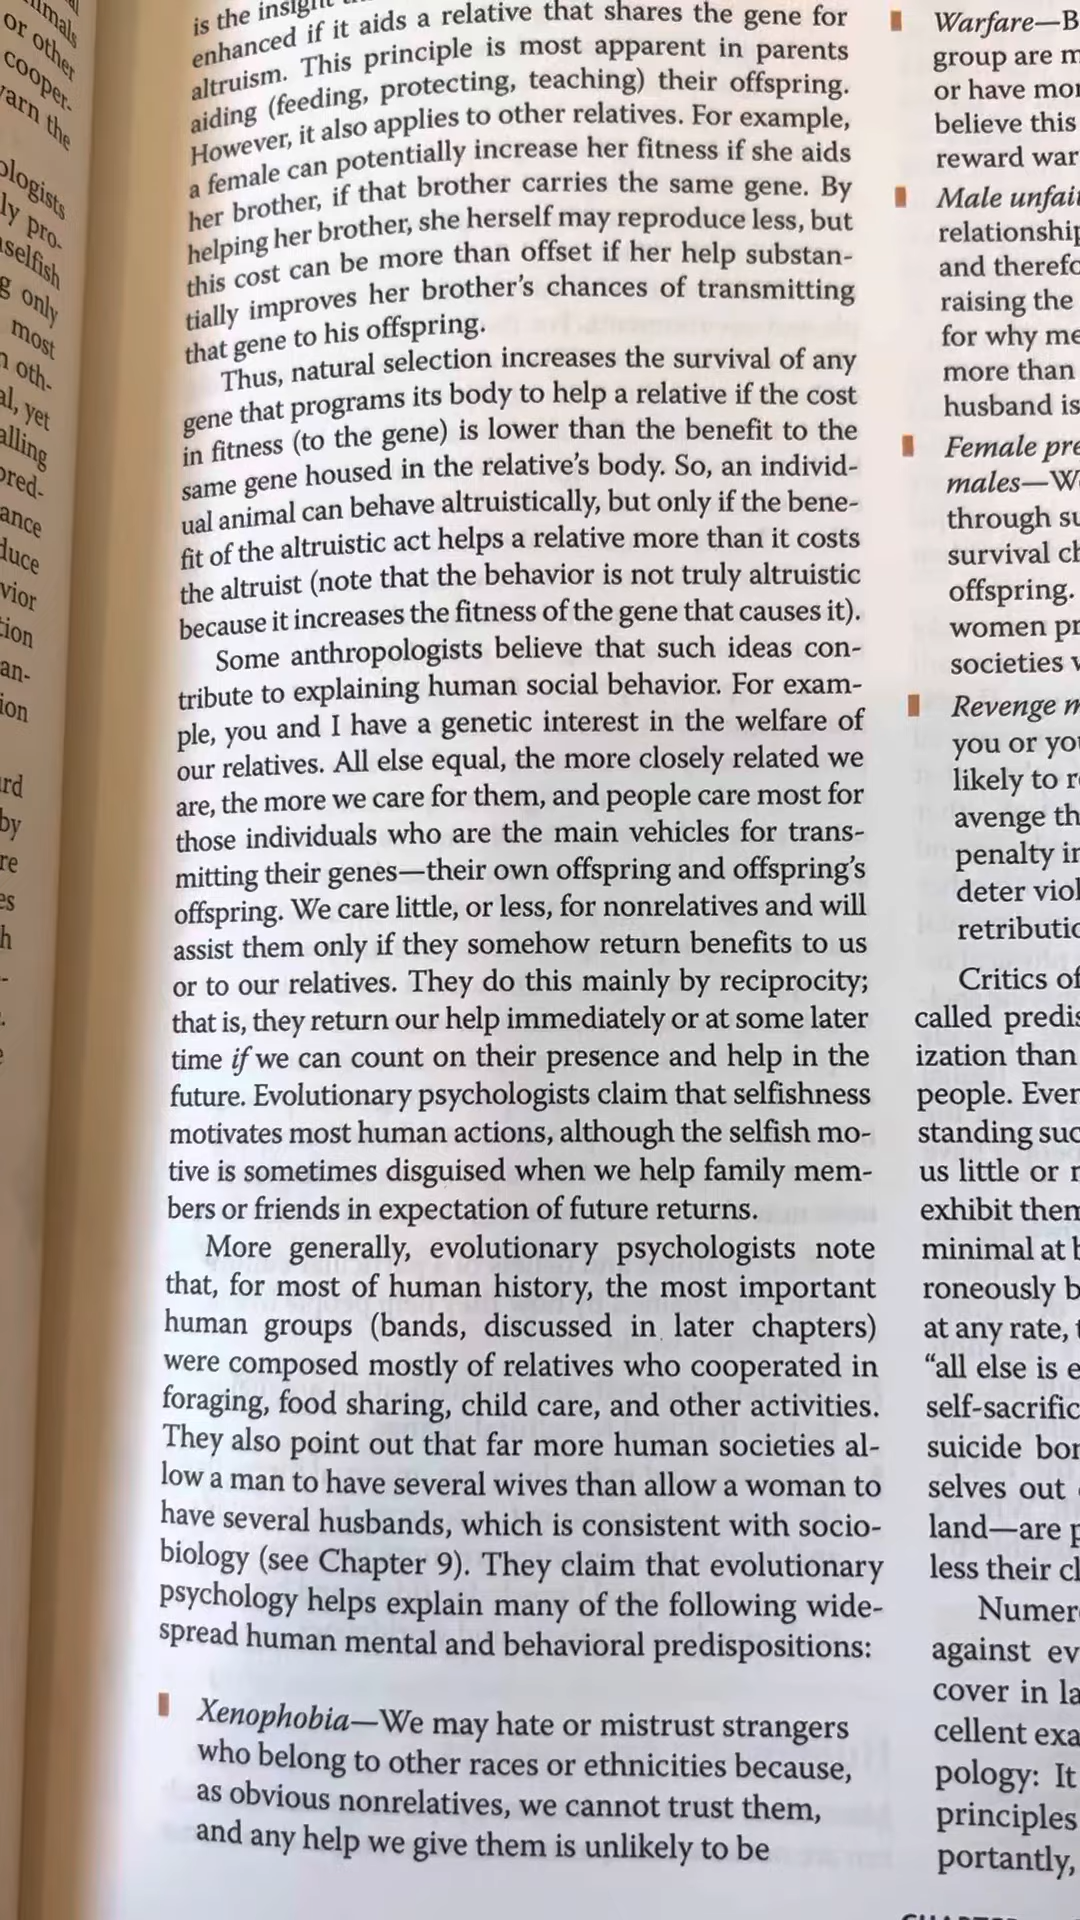 or other
cooper-
the
ologists
ly pro-
selfish
g only
most
oth-
al, yet
alling
pred-
ance
duce
vior
tion
an-
ion
rd
by
re
es
h
is the insight
enhanced if it aids a relative that shares the gene for
altruism. This principle is most apparent in parents
aiding (feeding, protecting, teaching) their offspring.
However, it also applies to other relatives. For example,
a female can potentially increase her fitness if she aids
her brother, if that brother carries the same gene. By
helping her brother, she herself may reproduce less, but
this cost can be more than offset if her help substan-
tially improves her brother's chances of transmitting
that gene to his offspring.
Thus, natural selection increases the survival of any
gene that programs its body to help a relative if the cost
in fitness (to the gene) is lower than the benefit to the
same gene housed in the relative's body. So, an individ-
ual animal can behave altruistically, but only if the bene-
fit of the altruistic act helps a relative more than it costs
the altruist (note that the behavior is not truly altruistic
because it increases the fitness of the gene that causes it).
Some anthropologists believe that such ideas con-
tribute to explaining human social behavior. For exam-
ple, you and I have a genetic interest in the welfare of
our relatives. All else equal, the more closely related we
are, the more we care for them, and people care most for
those individuals who are the main vehicles for trans-
mitting their genes—their own offspring and offspring's
offspring. We care little, or less, for nonrelatives and will
assist them only if they somehow return benefits to us
or to our relatives. They do this mainly by reciprocity;
that is, they return our help immediately or at some later
time if we can count on their presence and help in the
future. Evolutionary psychologists claim that selfishness
motivates most human actions, although the selfish mo-
tive is sometimes disguised when we help family mem-
bers or friends in expectation of future returns.
More generally, evolutionary psychologists note
that, for most of human history, the most important
human groups (bands, discussed in later chapters)
were composed mostly of relatives who cooperated in
foraging, food sharing, child care, and other activities.
They also point out that far more human societies al-
low a man to have several wives than allow a woman to
have several husbands, which is consistent with socio-
biology (see Chapter 9). They claim that evolutionary
psychology helps explain many of the following wide-
spread human mental and behavioral predispositions:
Xenophobia—We may hate or mistrust strangers
who belong to other races or ethnicities because,
as obvious nonrelatives, we cannot trust them,
and any help we give them is unlikely to be
Warfare—B
group are m
or have mor
believe this
reward war
Male unfai
relationship
and therefo
raising the
for why me
more than
husband is
Female pre
males—W
through su
survival ch
offspring.
women pr
societies
Revenge m
you or you
likely to r
avenge th
penalty in
deter viol
retributio
Critics of
called predis
ization than
people. Ever
standing suc
us little or
exhibit them
minimal at b
roneously b
at any rate,
"all else is e
self-sacrific
suicide bom
selves out
land—are p
less their cl
Numer
against ev
cover in la
cellent exa
pology: It
principles
portantly,